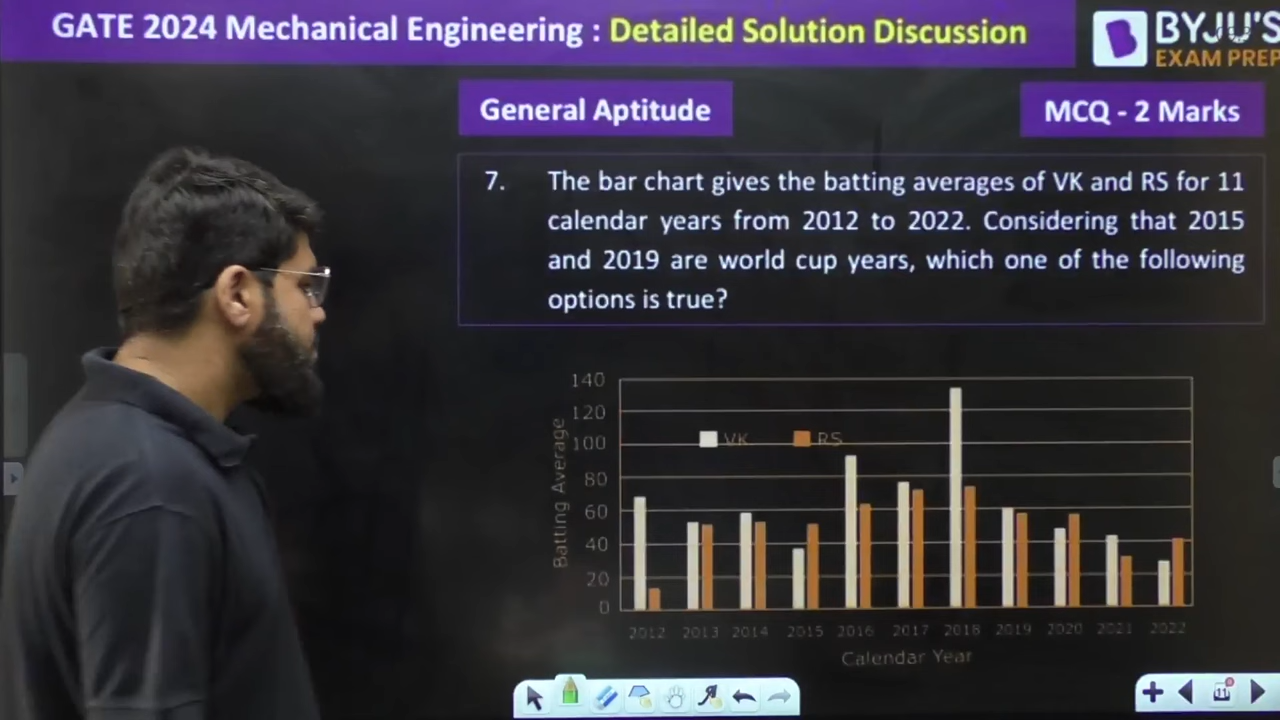 GATE 2024 Mechanical Engineering : Detailed Solution Discussion
BYJU'S
EXAM PREP
General Aptitude
MCQ - 2 Marks
7. The bar chart gives the batting averages of VK and RS for 11
calendar years from 2012 to 2022. Considering that 2015
and 2019 are world cup years, which one of the following
options is true?
140
120
100
80
60
40
20
0
Batting Average
VK RS
2012 2013 2014 2015 2016 2017 2018 2019 2020 2021 2022
Calendar Year
11